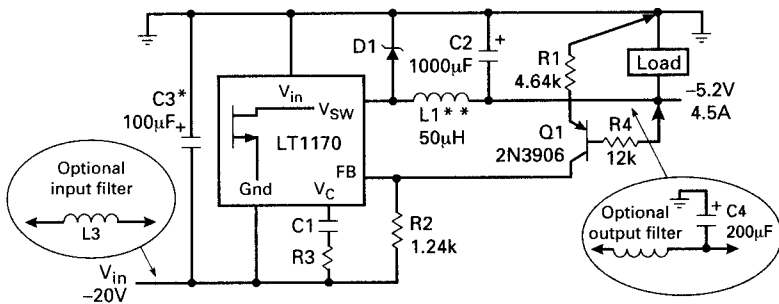 D1
C2
+
1000µF
R1
4.64k
Load
C3*
100µF
+
Vin
VSW
LT1170
FB
Gnd
VC
L1**
50µH
–5.2V
4.5A
Q1
2N3906
R4
12k
Optional
input filter
L3
C1
R3
R2
1.24k
Optional
output filter
+
C4
200µF
Vin
–20V